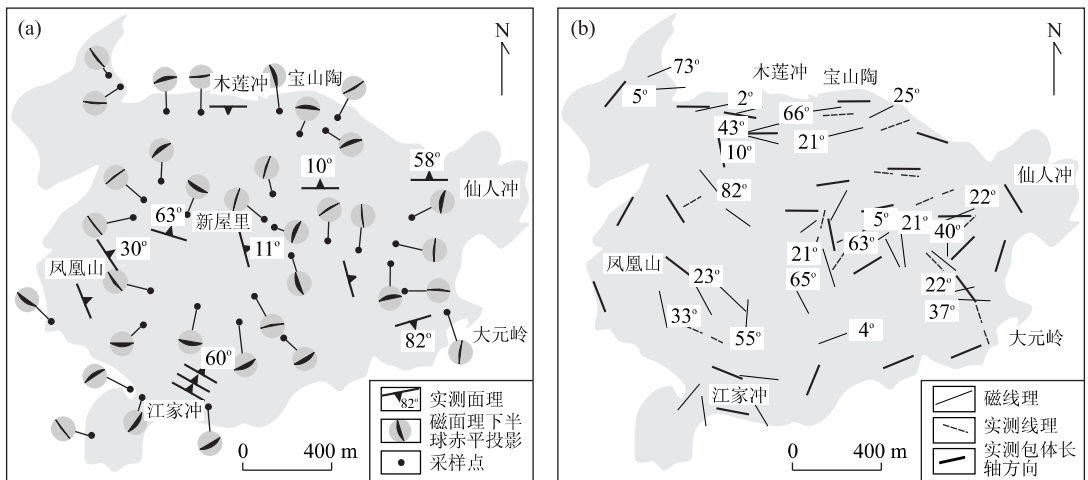 (a)
N
木莲冲
宝山陶
10°
58°
仙人冲
63°
新屋里
30°
11°
凤凰山
82°
大元岭
60°
江家冲
82°
实测面理
磁面理下半
球赤平投影
采样点
0
400 m
(b)
N
木莲冲
宝山陶
73°
5°
2°
25°
66°
43°
21°
10°
仙人冲
82°
22°
5°
21°
40°
63°
21°
凤凰山
23°
65°
22°
37°
33°
55°
4°
大元岭
江家冲
磁线理
实测线理
实测包体长
轴方向
0
400 m